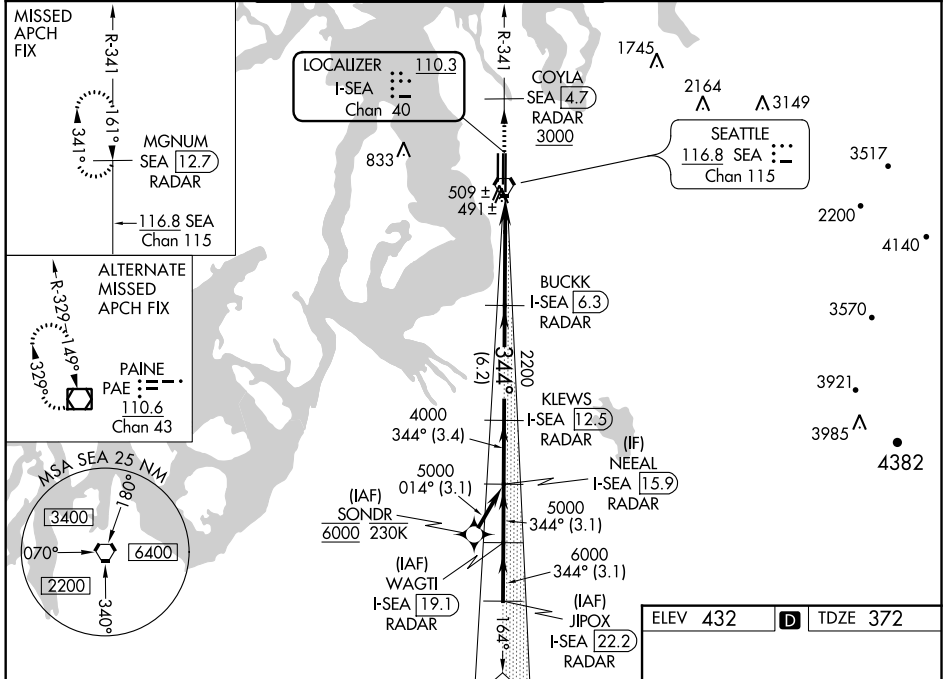 MISSED
APCH
FIX
R-341
341°
161°
MGNUM
SEA 12.7
RADAR
116.8 SEA
Chan 115
ALTERNATE
MISSED
APCH FIX
R-329
149°
329°
PAINE
PAE
110.6
Chan 43
MSA SEA 25 NM
180°
3400
070°
6400
2200
340°
LOCALIZER 110.3
I-SEA
Chan 40
R-341
COYLA
SEA 4.7
RADAR
3000
1745
2164
3149
SEATTLE
116.8 SEA
Chan 115
833
509 ±
491 ±
3517
2200
4140
BUCKK
I-SEA 6.3
RADAR
3570
344°
2200
(6.2)
3921
KLEWS
I-SEA 12.5
RADAR
4000
344° (3.4)
3985
4382
(IF)
NEEAL
I-SEA 15.9
RADAR
5000
014° (3.1)
(IAF)
SONDR
6000 230K
5000
344° (3.1)
(IAF)
WAGTI
I-SEA 19.1
RADAR
6000
344° (3.1)
(IAF)
JIPOX
I-SEA 22.2
RADAR
164°
ELEV 432 D TDZE 372